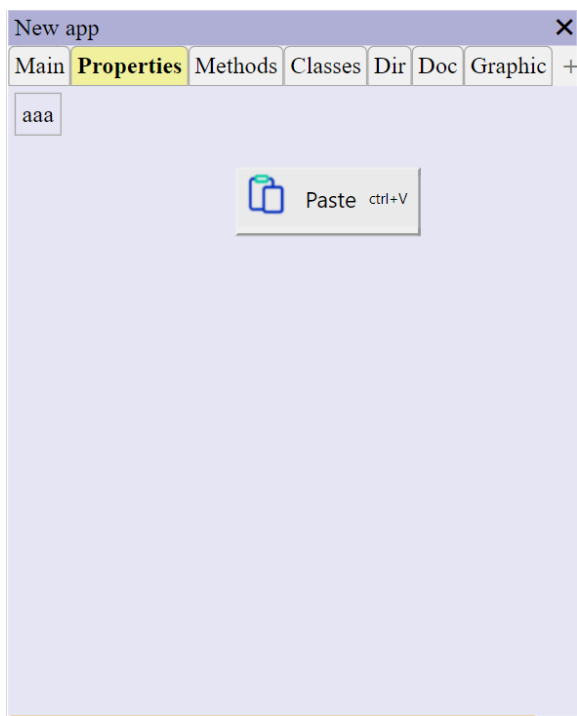 New app
Main Properties Methods Classes Dir Doc Graphic +
aaa
Paste ctrl+V